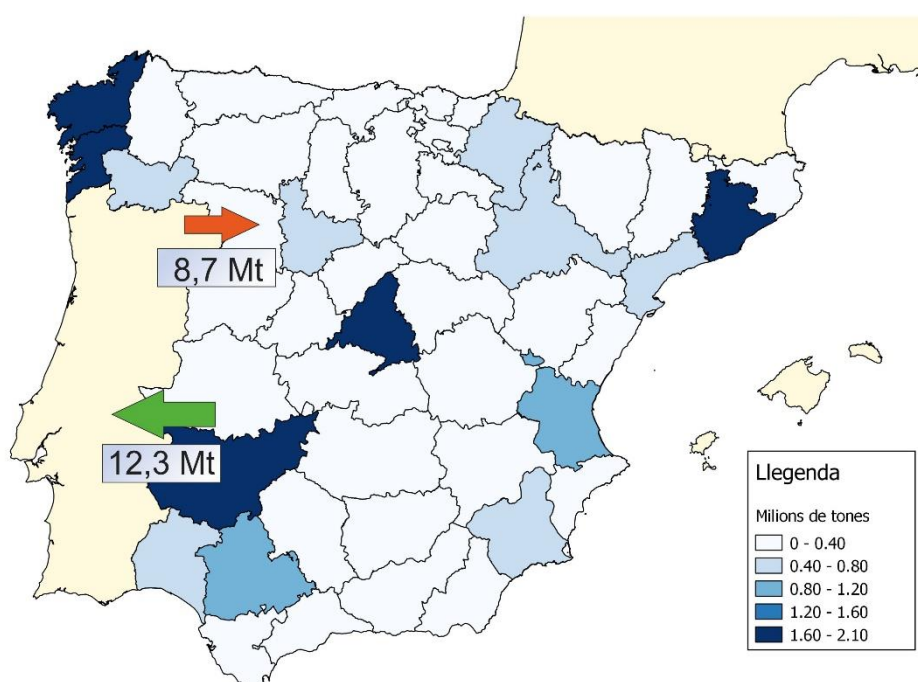 8,7 Mt
12,3 Mt
Llegenda
Milions de tones
0 - 0.40
0.40 - 0.80
0.80 - 1.20
1.20 - 1.60
1.60 - 2.10